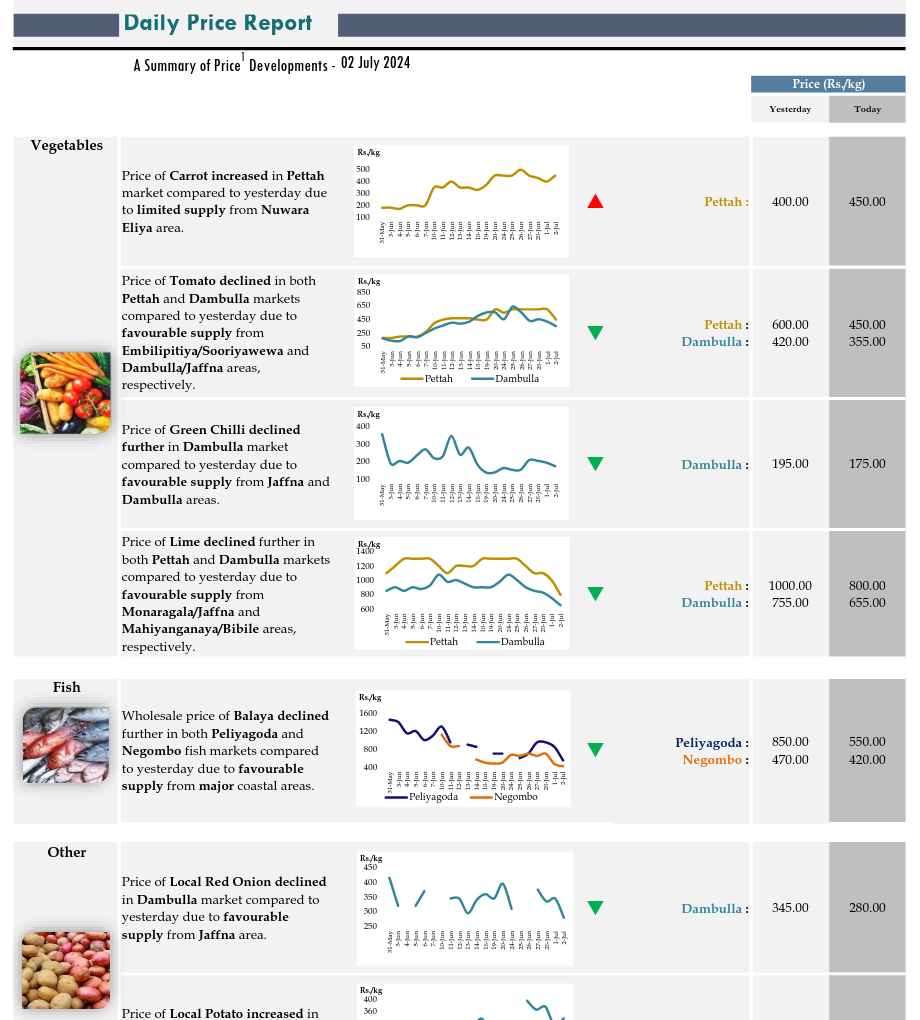 Daily Price Report
A Summary of Price1 Developments - 02 July 2024
Price (Rs./kg)
Yesterday Today
Vegetables
Price of Carrot increased in Pettah
market compared to yesterday due
to limited supply from Nuwara
Eliya area.
Rs./kg
500
400
300
200
100
31-May 3-Jun 4-Jun 5-Jun 6-Jun 7-Jun 10-Jun 11-Jun 12-Jun 13-Jun 14-Jun 18-Jun 19-Jun 20-Jun 24-Jun 25-Jun 26-Jun 27-Jun 28-Jun 1-Jul 2-Jul
Pettah : 400.00 450.00
Price of Tomato declined in both
Pettah and Dambulla markets
compared to yesterday due to
favourable supply from
Embilipitiya/Sooriyawewa and
Dambulla/Jaffna areas,
respectively.
Rs./kg
850
650
450
250
50
Pettah Dambulla
Pettah : 600.00 450.00
Dambulla : 420.00 355.00
Price of Green Chilli declined
further in Dambulla market
compared to yesterday due to
favourable supply from Jaffna and
Dambulla areas.
Rs./kg
400
300
200
100
Dambulla : 195.00 175.00
Price of Lime declined further in
both Pettah and Dambulla markets
compared to yesterday due to
favourable supply from
Monaragala/Jaffna and
Mahiyanganaya/Bibile areas,
respectively.
Rs./kg
1400
1200
1000
800
600
Pettah Dambulla
Pettah : 1000.00 800.00
Dambulla : 755.00 655.00
Fish
Wholesale price of Balaya declined
further in both Peliyagoda and
Negombo fish markets compared
to yesterday due to favourable
supply from major coastal areas.
Rs./kg
1600
1200
800
400
Peliyagoda Negombo
Peliyagoda : 850.00 550.00
Negombo : 470.00 420.00
Other
Price of Local Red Onion declined
in Dambulla market compared to
yesterday due to favourable
supply from Jaffna area.
Rs./kg
450
400
350
300
250
Dambulla : 345.00 280.00
Price of Local Potato increased in
Rs./kg
400
360